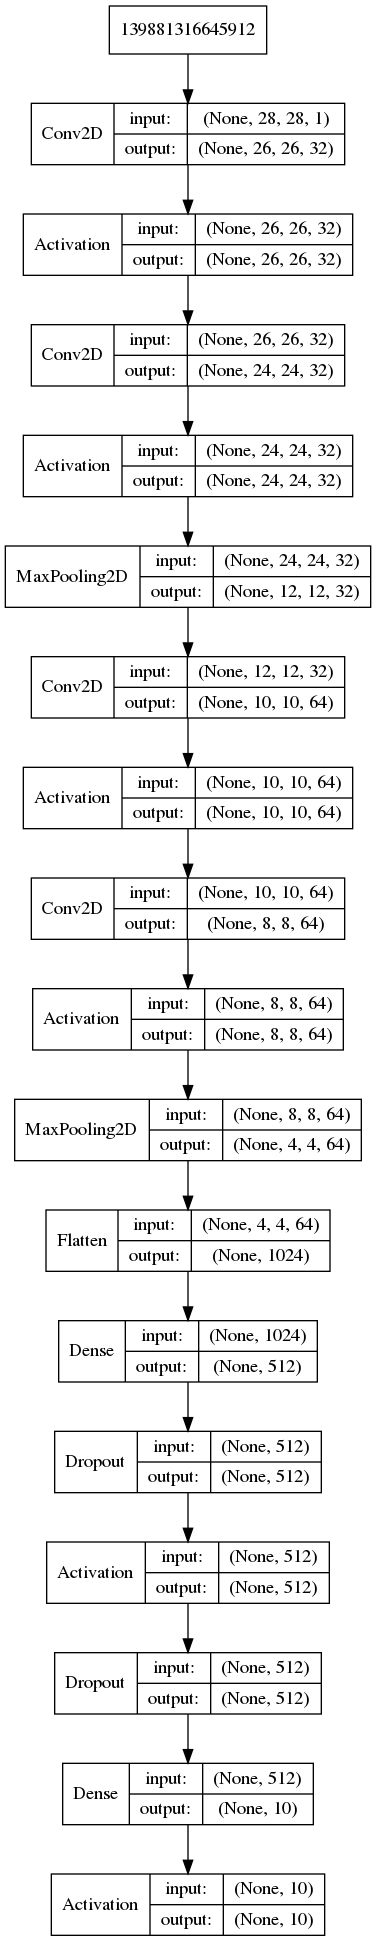 139881316645912
Conv2D
input: (None, 28, 28, 1)
output: (None, 26, 26, 32)
Activation
input: (None, 26, 26, 32)
output: (None, 26, 26, 32)
Conv2D
input: (None, 26, 26, 32)
output: (None, 24, 24, 32)
Activation
input: (None, 24, 24, 32)
output: (None, 24, 24, 32)
MaxPooling2D
input: (None, 24, 24, 32)
output: (None, 12, 12, 32)
Conv2D
input: (None, 12, 12, 32)
output: (None, 10, 10, 64)
Activation
input: (None, 10, 10, 64)
output: (None, 10, 10, 64)
Conv2D
input: (None, 10, 10, 64)
output: (None, 8, 8, 64)
Activation
input: (None, 8, 8, 64)
output: (None, 8, 8, 64)
MaxPooling2D
input: (None, 8, 8, 64)
output: (None, 4, 4, 64)
Flatten
input: (None, 4, 4, 64)
output: (None, 1024)
Dense
input: (None, 1024)
output: (None, 512)
Dropout
input: (None, 512)
output: (None, 512)
Activation
input: (None, 512)
output: (None, 512)
Dropout
input: (None, 512)
output: (None, 512)
Dense
input: (None, 512)
output: (None, 10)
Activation
input: (None, 10)
output: (None, 10)